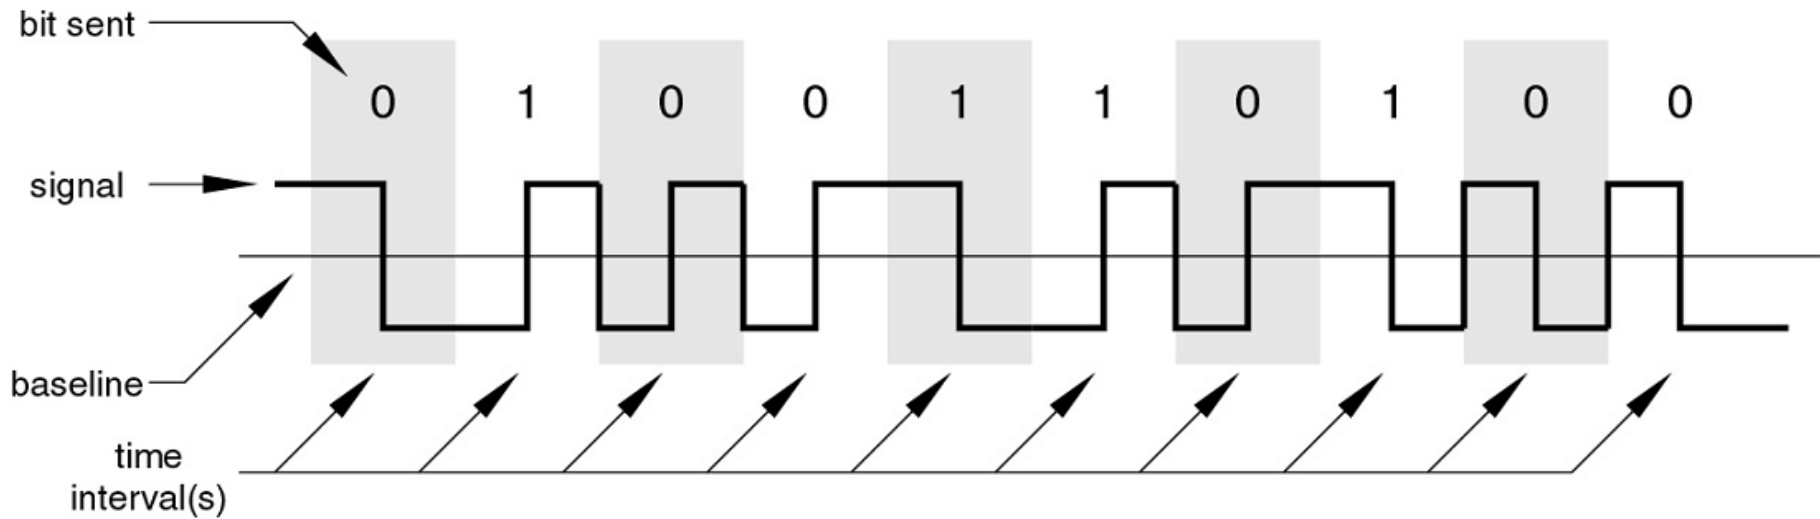 bit sent
0 1 0 0 1 1 0 1 0 0
signal
baseline
time
interval(s)